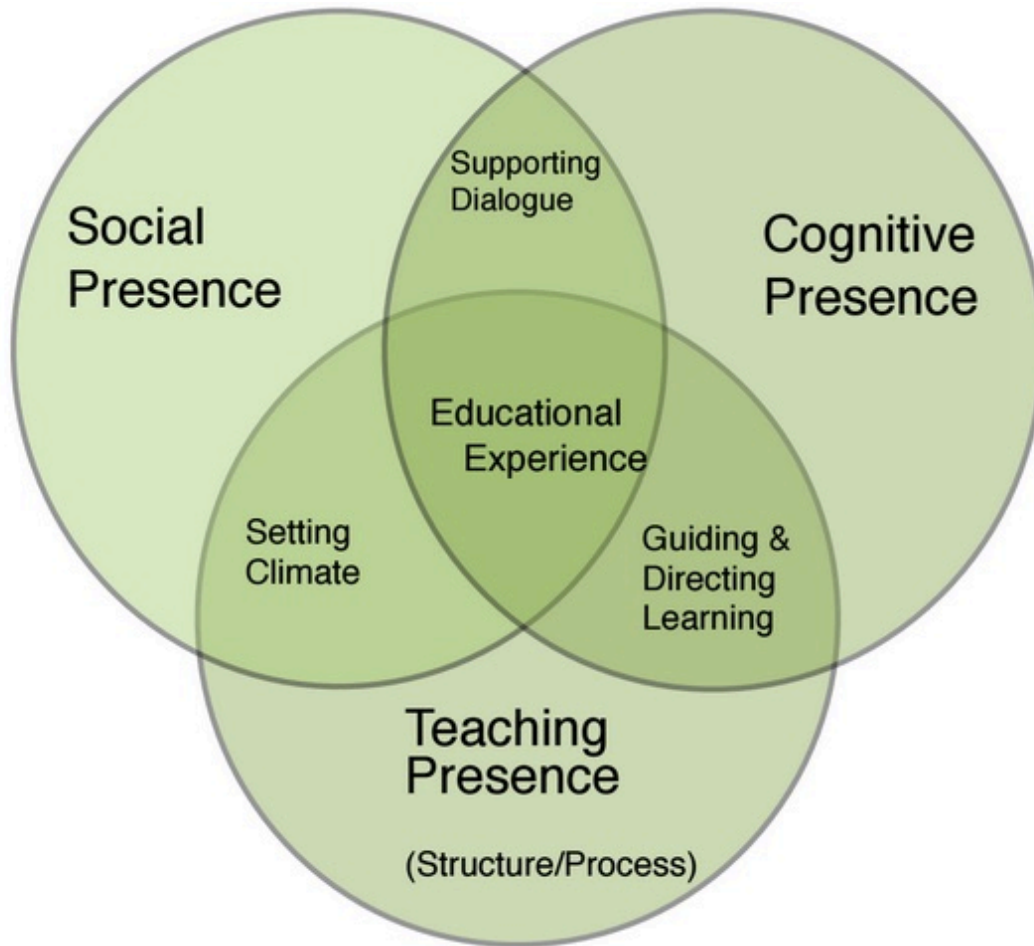 Supporting
Dialogue
Social
Presence
Cognitive
Presence
Educational
Experience
Setting
Climate
Guiding &
Directing
Learning
Teaching
Presence
(Structure/Process)